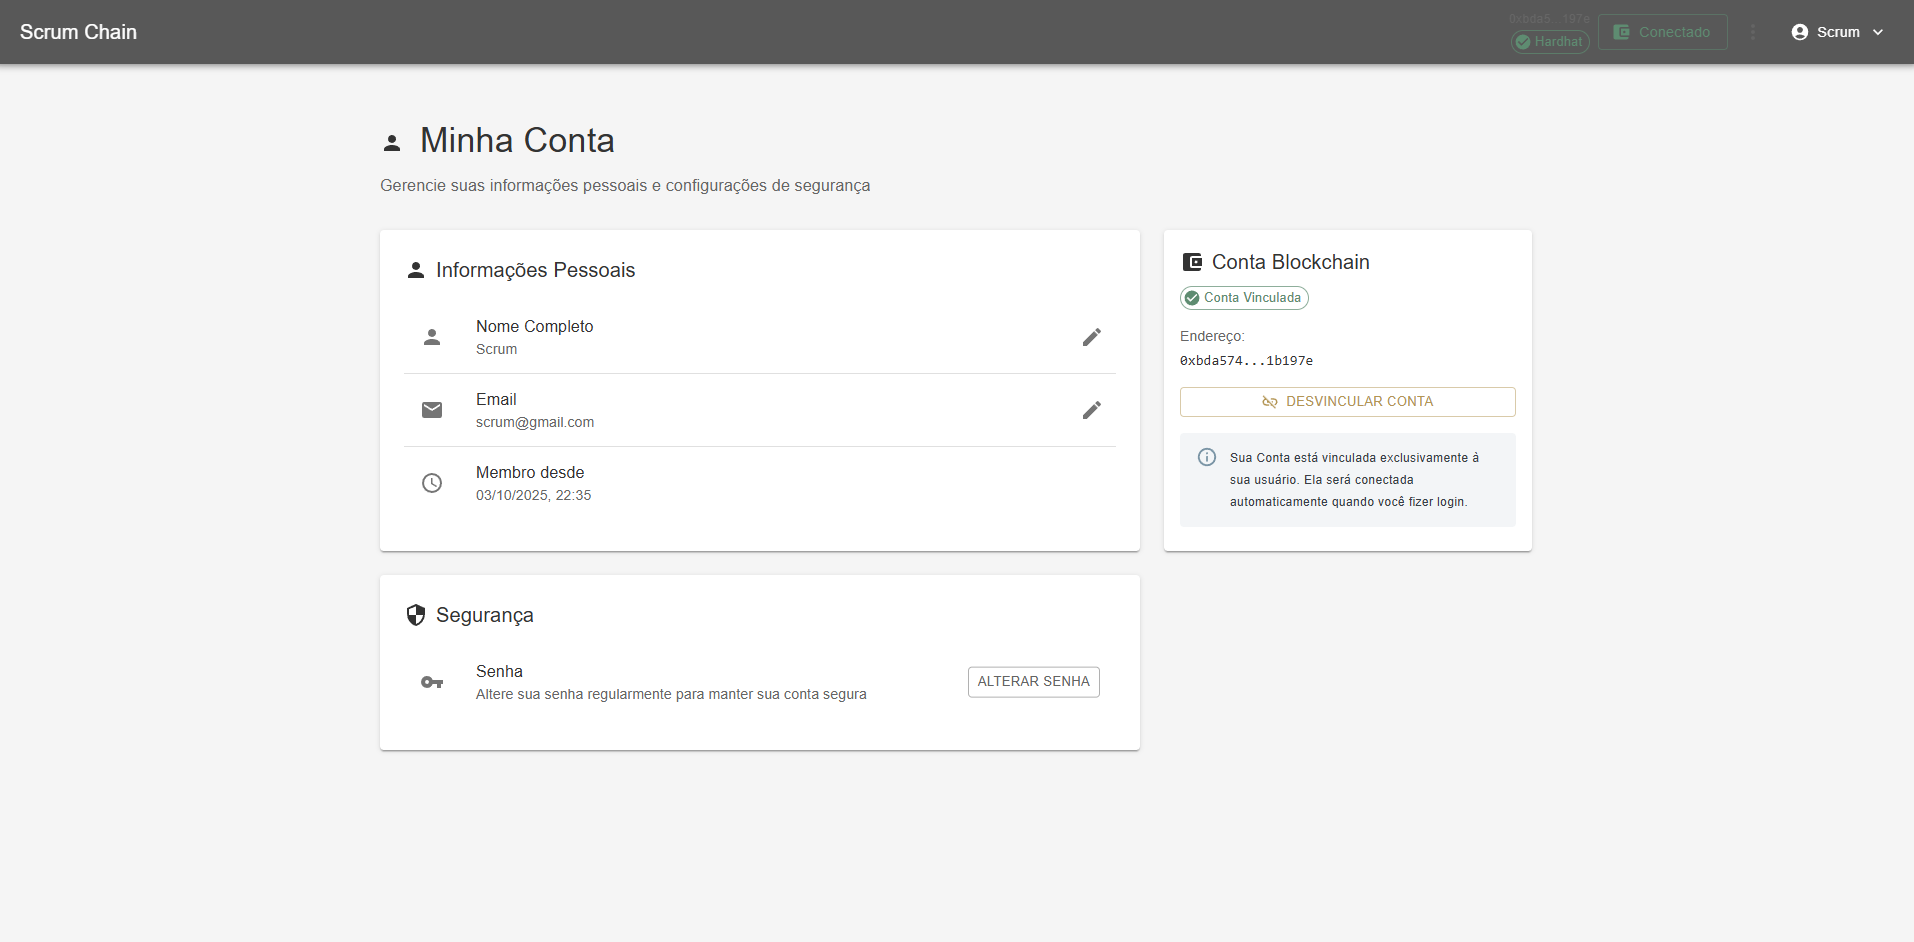 Scrum Chain
0xbda5...197e
Hardhat
Conectado
Scrum
Minha Conta
Gerencie suas informações pessoais e configurações de segurança
Informações Pessoais
Nome Completo
Scrum
Email
scrum@gmail.com
Membro desde
03/10/2025, 22:35
Conta Blockchain
Conta Vinculada
Endereço:
0xbda574...1b197e
DESVINCULAR CONTA
Sua Conta está vinculada exclusivamente à
sua usuário. Ela será conectada
automaticamente quando você fizer login.
Segurança
Senha
Altere sua senha regularmente para manter sua conta segura
ALTERAR SENHA